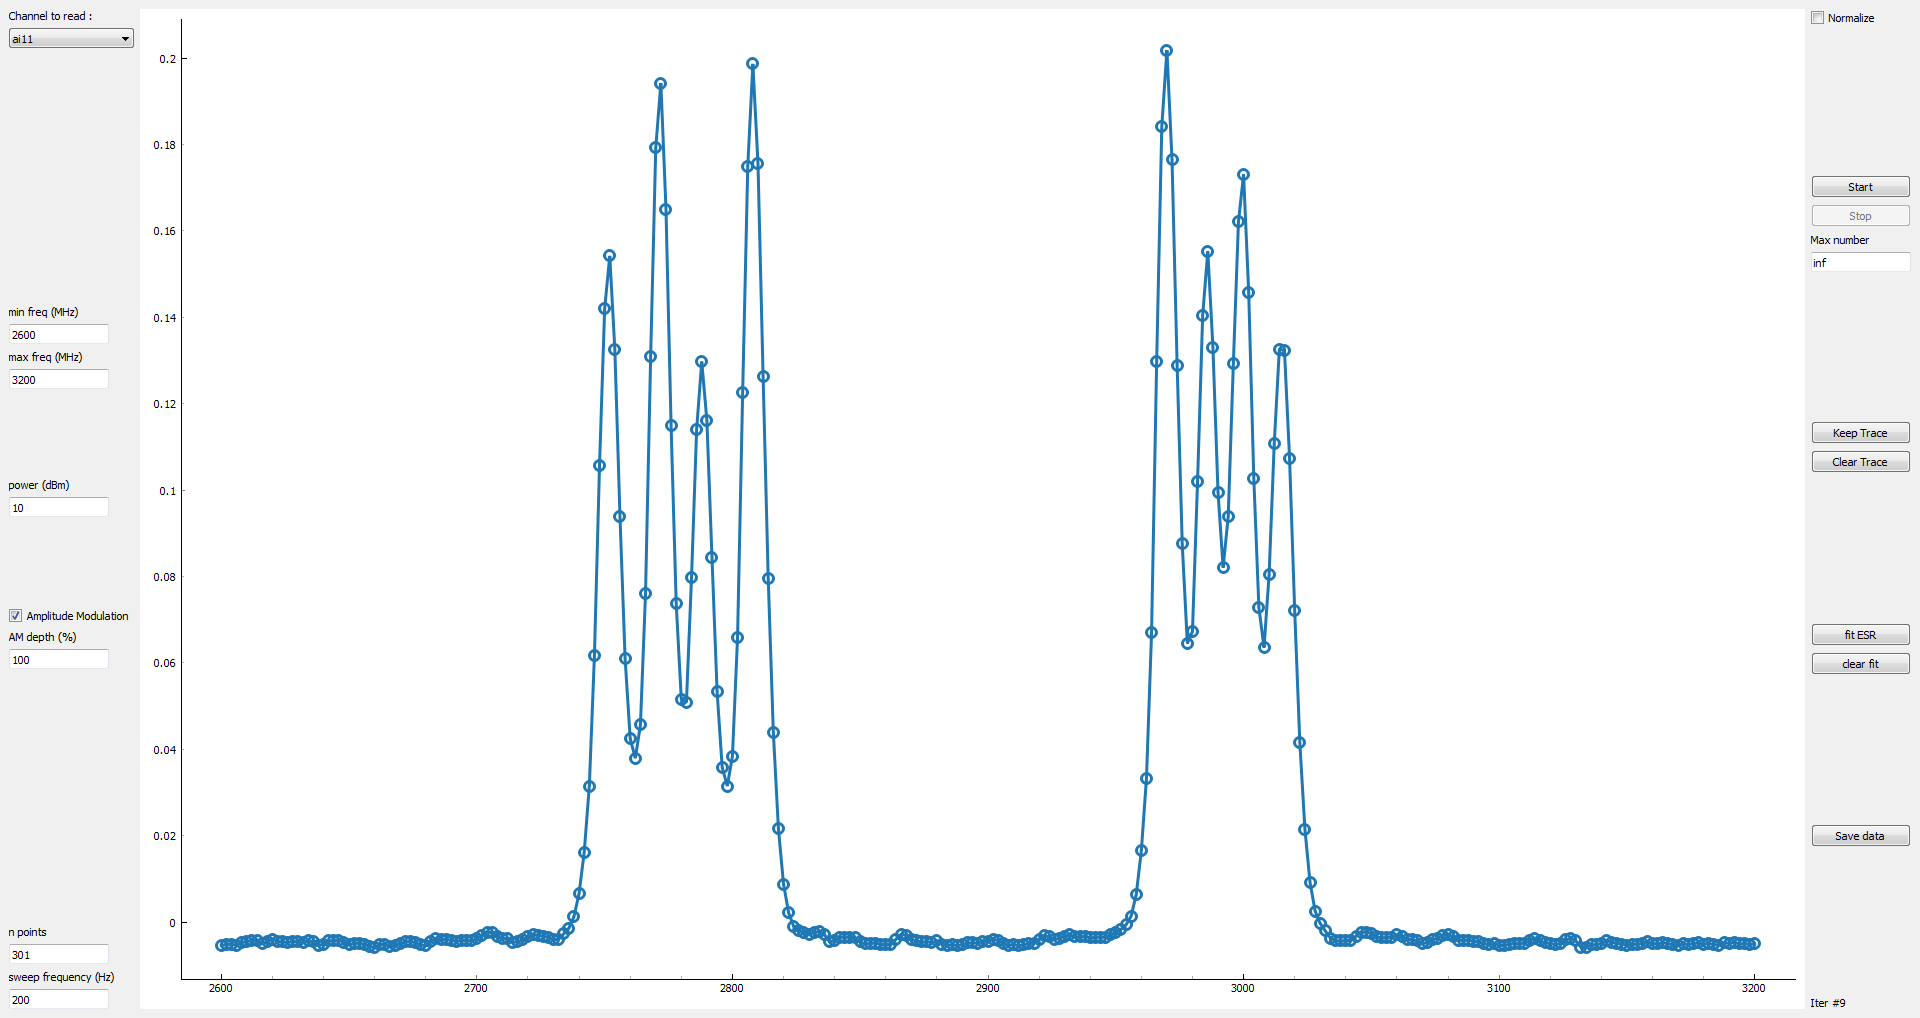 Channel to read :
ai11
min freq (MHz)
2600
max freq (MHz)
3200
power (dBm)
10
Amplitude Modulation
AM depth (%)
100
n points
301
sweep frequency (Hz)
200
0.2
0.18
0.16
0.14
0.12
0.1
0.08
0.06
0.04
0.02
0
2600 2700 2800 2900 3000 3100 3200
Normalize
Start
Stop
Max number
inf
Keep Trace
Clear Trace
fit ESR
clear fit
Save data
Iter #9